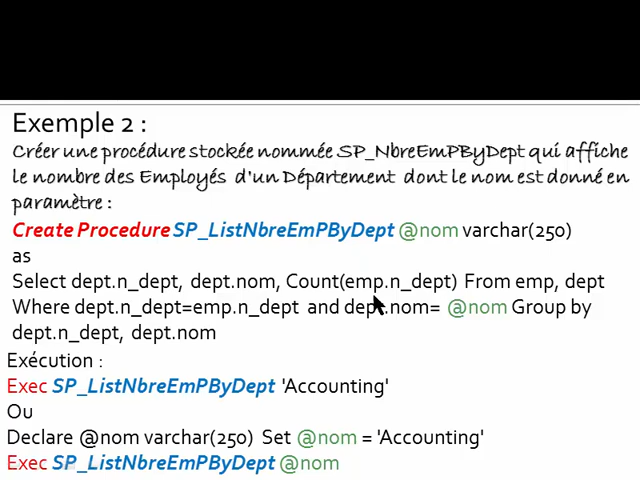 Exemple 2 :
Créer une procédure stockée nommée SP_NbreEmPByDept qui affiche
le nombre des Employés d'un Département dont le nom est donné en
paramètre :
Create Procedure SP_ListNbreEmPByDept @nom varchar(250)
as
Select dept.n_dept, dept.nom, Count(emp.n_dept) From emp, dept
Where dept.n_dept=emp.n_dept and dept.nom= @nom Group by
dept.n_dept, dept.nom
Exécution :
Exec SP_ListNbreEmPByDept 'Accounting'
Ou
Declare @nom varchar(250) Set @nom = 'Accounting'
Exec SP_ListNbreEmPByDept @nom